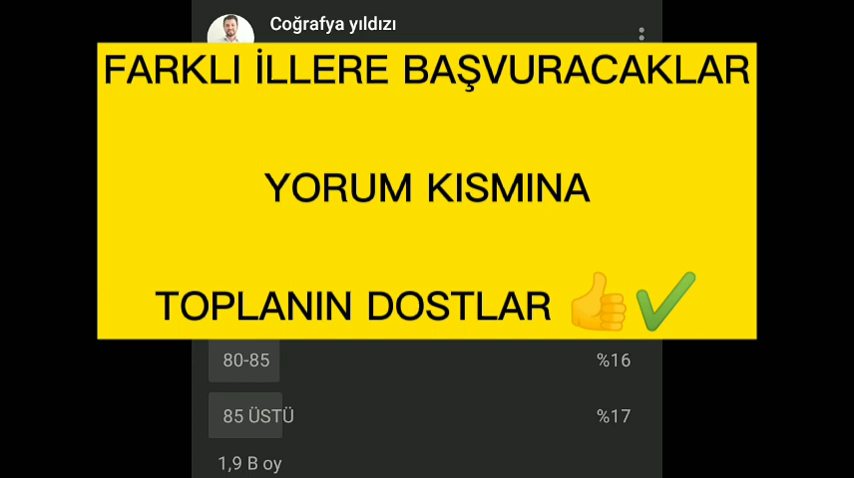 Coğrafya yıldızı
FARKLI İLLERE BAŞVURACAKLAR
YORUM KISMINA
TOPLANIN DOSTLAR 👍✔
80-85 %16
85 ÜSTÜ %17
1,9 B oy